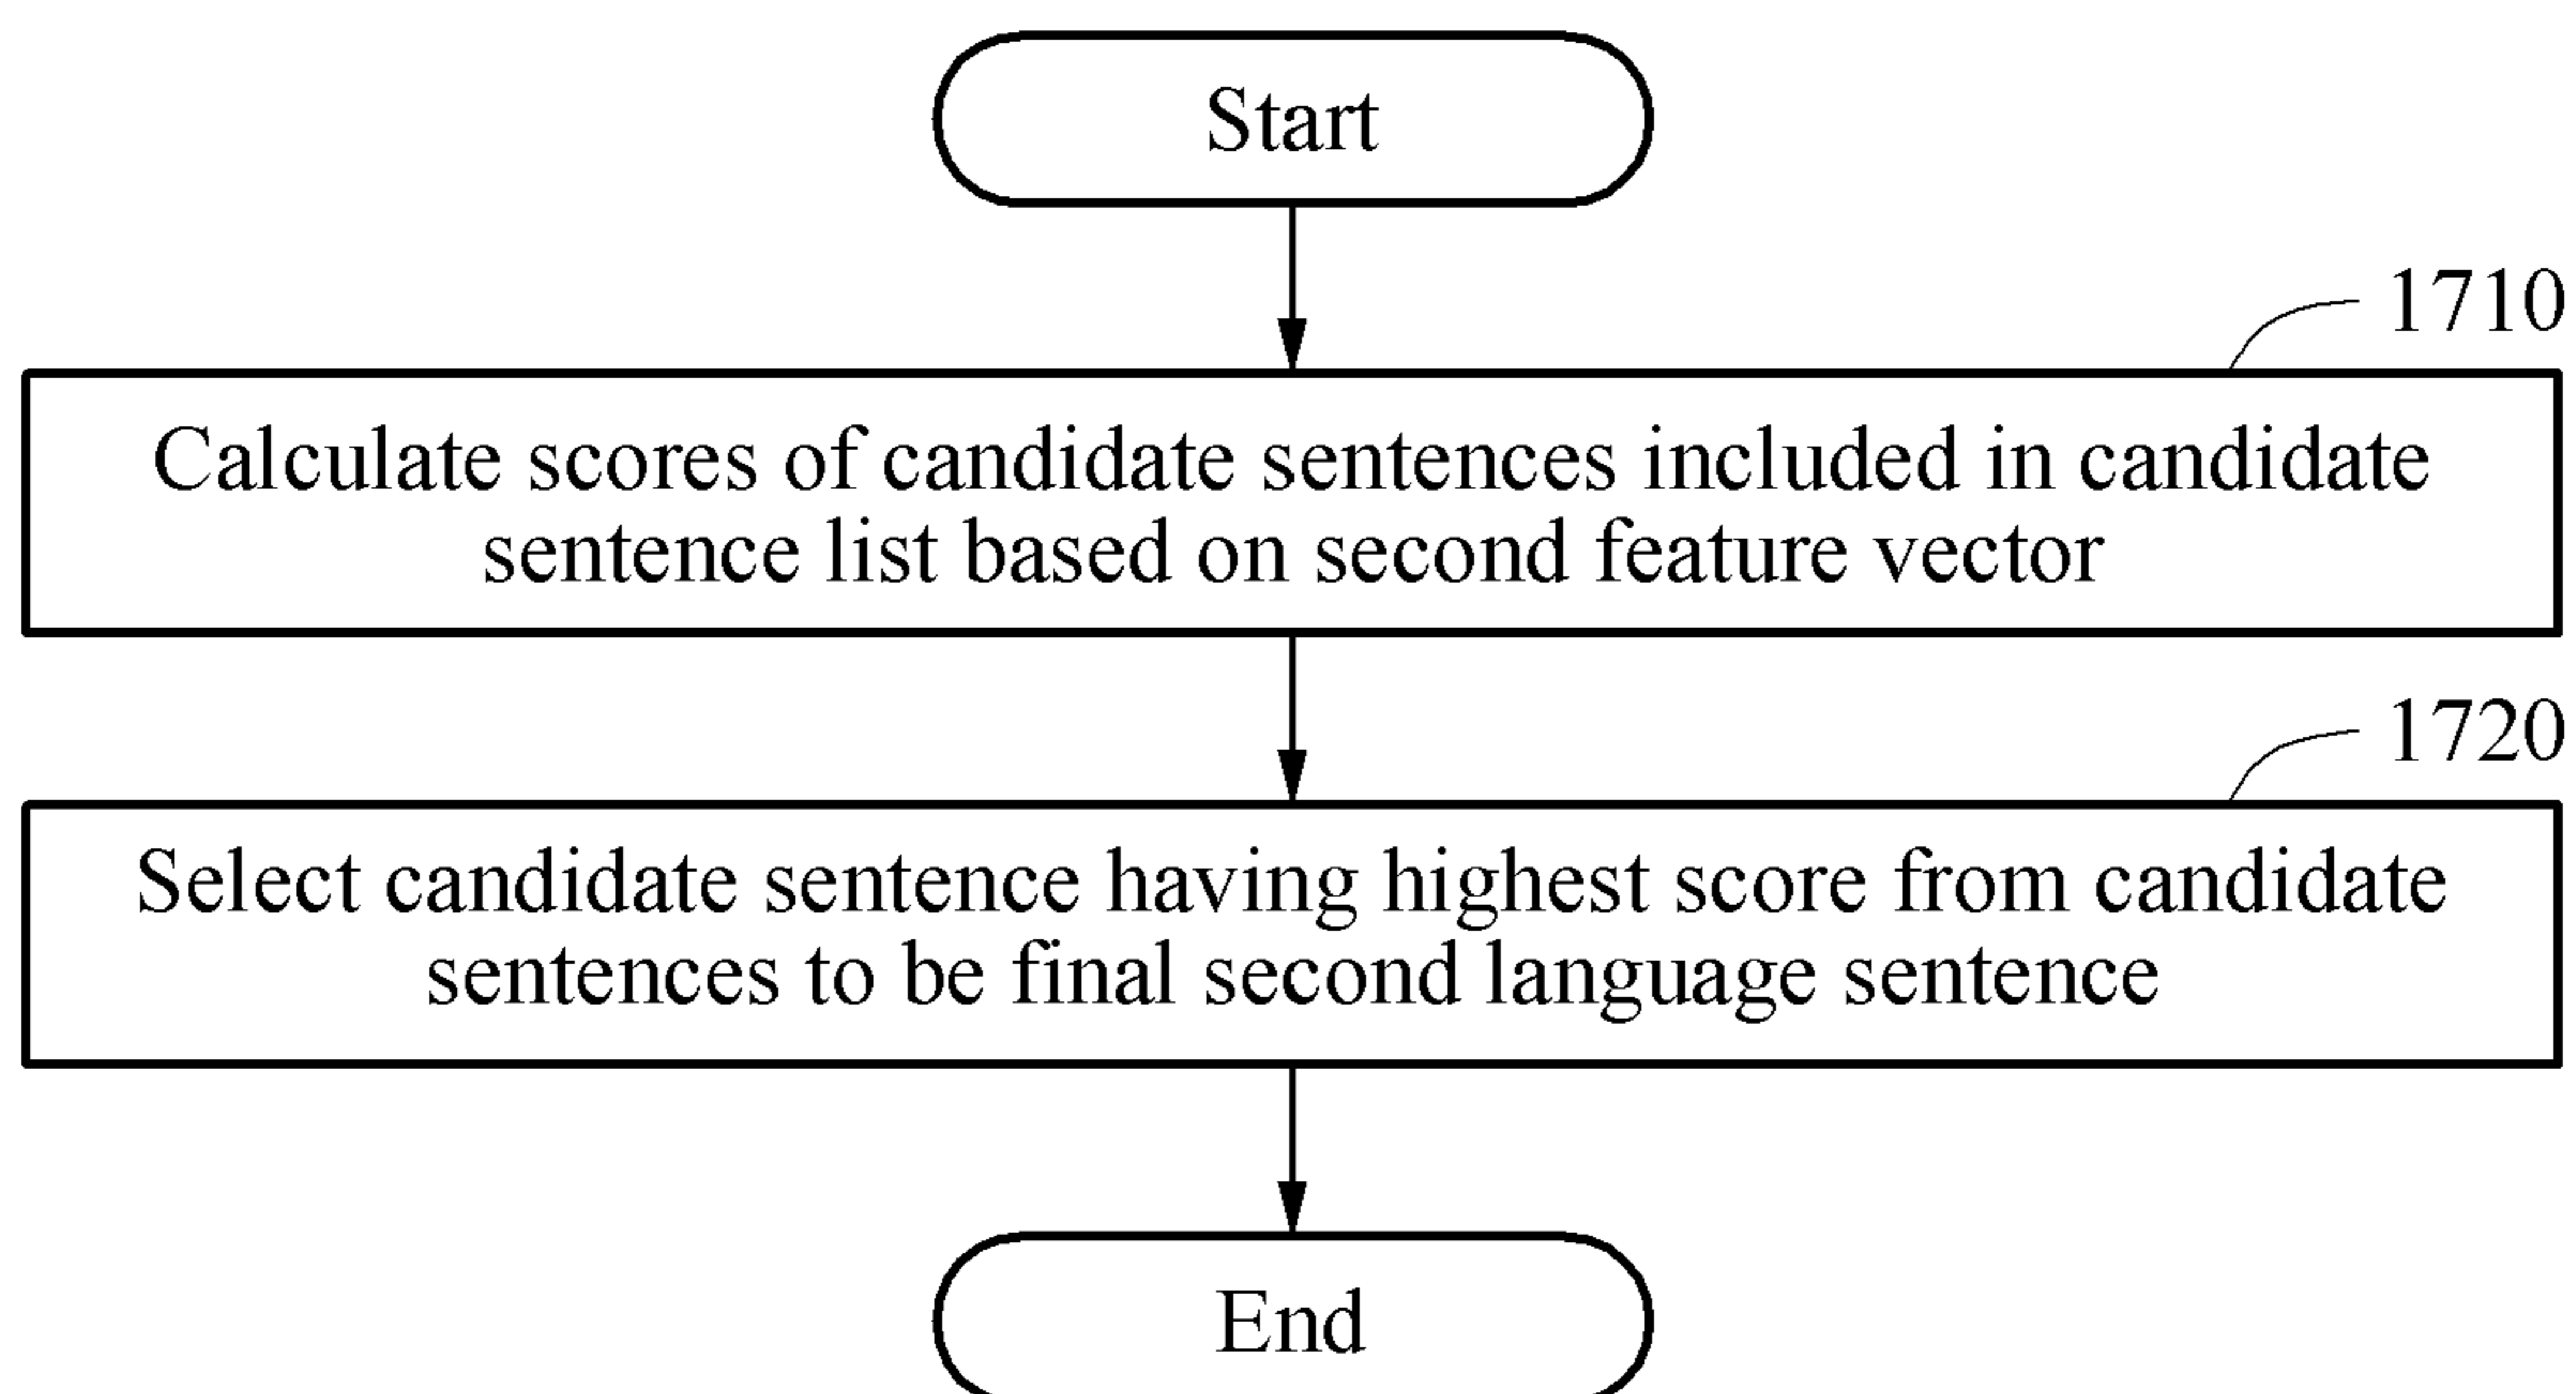 Start
1710
Calculate scores of candidate sentences included in candidate
sentence list based on second feature vector
1720
Select candidate sentence having highest score from candidate
sentences to be final second language sentence
End